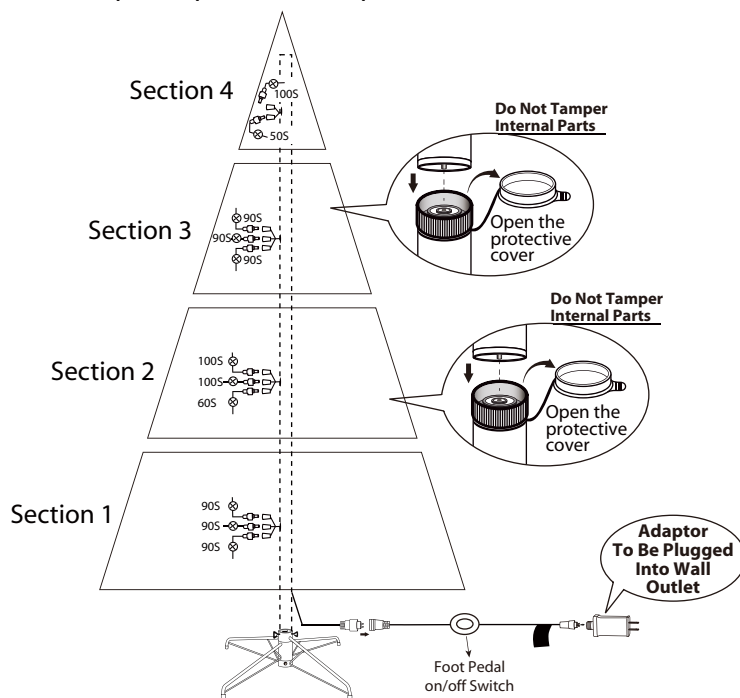 Section 4
100S
50S
Do Not Tamper
Internal Parts
Open the
protective
cover
Section 3
90S
90S
90S
Do Not Tamper
Internal Parts
Open the
protective
cover
Section 2
100S
100S
60S
Section 1
90S
90S
90S
Adaptor
To Be Plugged
Into Wall
Outlet
Foot Pedal
on/off Switch